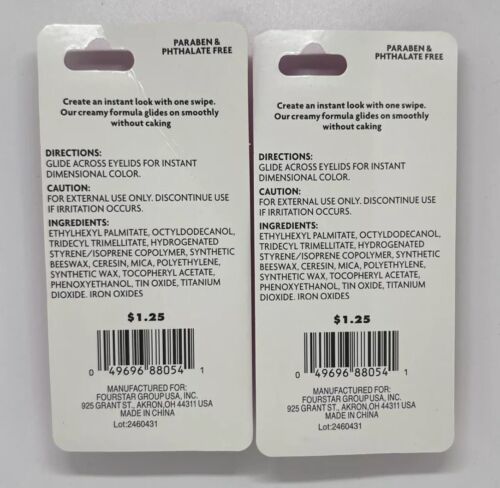 PARABEN &
PHTHALATE FREE
Create an instant look with one swipe.
Our creamy formula glides on smoothly
without caking
DIRECTIONS:
GLIDE ACROSS EYELIDS FOR INSTANT
DIMENSIONAL COLOR.
CAUTION:
FOR EXTERNAL USE ONLY. DISCONTINUE USE
IF IRRITATION OCCURS.
INGREDIENTS:
ETHYLHEXYL PALMITATE, OCTYLDODECANOL,
TRIDECYL TRIMELLITATE, HYDROGENATED
STYRENE/ISOPRENE COPOLYMER, SYNTHETIC
BEESWAX, CERESIN, MICA, POLYETHYLENE,
SYNTHETIC WAX, TOCOPHERYL ACETATE,
PHENOXYETHANOL, TIN OXIDE, TITANIUM
DIOXIDE. IRON OXIDES
$1.25
0 49696 88054 1
MANUFACTURED FOR:
FOURSTAR GROUP USA, INC.
925 GRANT ST., AKRON,OH 44311 USA
MADE IN CHINA
Lot:2460431
PARABEN &
PHTHALATE FREE
Create an instant look with one swipe.
Our creamy formula glides on smoothly
without caking
DIRECTIONS:
GLIDE ACROSS EYELIDS FOR INSTANT
DIMENSIONAL COLOR.
CAUTION:
FOR EXTERNAL USE ONLY. DISCONTINUE USE
IF IRRITATION OCCURS.
INGREDIENTS:
ETHYLHEXYL PALMITATE, OCTYLDODECANOL,
TRIDECYL TRIMELLITATE, HYDROGENATED
STYRENE/ISOPRENE COPOLYMER, SYNTHETIC
BEESWAX, CERESIN, MICA, POLYETHYLENE,
SYNTHETIC WAX, TOCOPHERYL ACETATE,
PHENOXYETHANOL, TIN OXIDE, TITANIUM
DIOXIDE. IRON OXIDES
$1.25
0 49696 88054 1
MANUFACTURED FOR:
FOURSTAR GROUP USA, INC.
925 GRANT ST., AKRON,OH 44311 USA
MADE IN CHINA
Lot:2460431